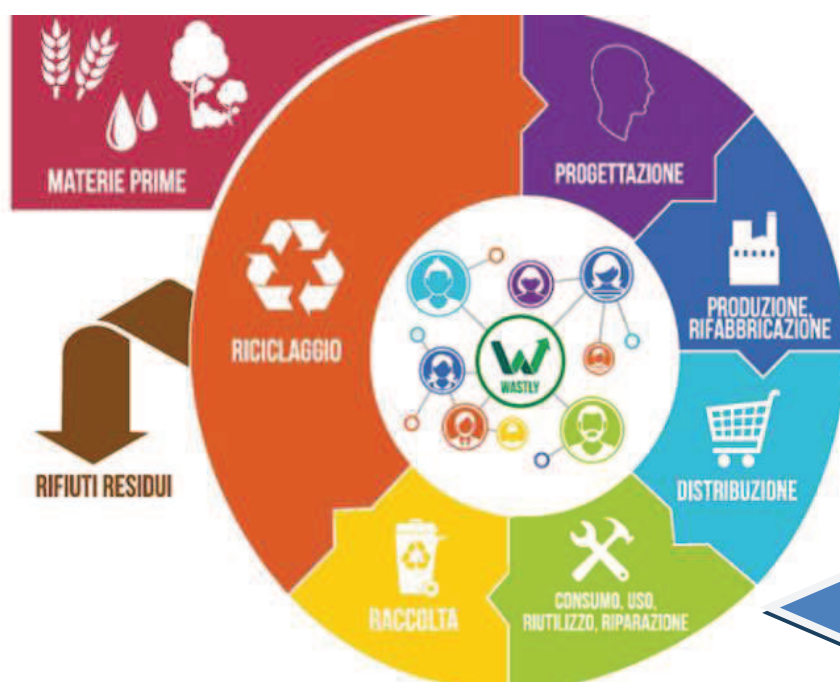 MATERIE PRIME
PROGETTAZIONE
PRODUZIONE,
RIFABBRICAZIONE
RICICLAGGIO
WASTLY
RIFIUTI RESIDUI
DISTRIBUZIONE
CONSUMO, USO,
RIUTILIZZO, RIPARAZIONE
RACCOLTA